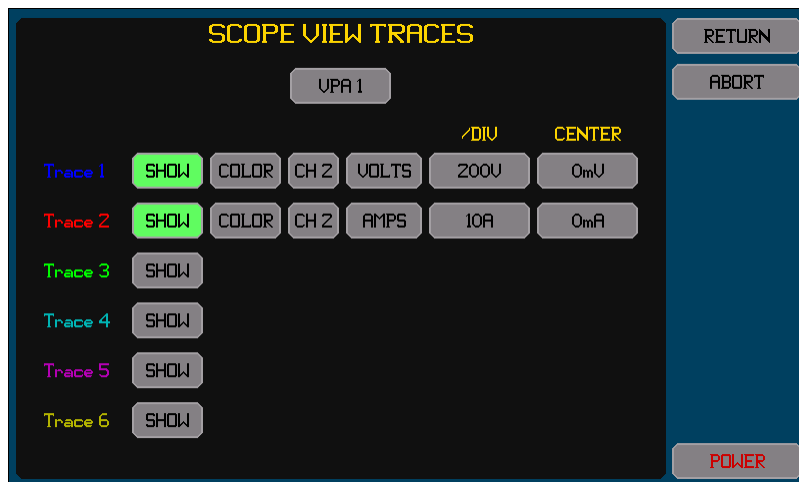 SCOPE VIEW TRACES
RETURN
VPA 1
ABORT
/DIV CENTER
Trace 1 SHOW COLOR CH 2 VOLTS 200V 0mV
Trace 2 SHOW COLOR CH 2 AMPS 10A 0mA
Trace 3 SHOW
Trace 4 SHOW
Trace 5 SHOW
Trace 6 SHOW
POWER